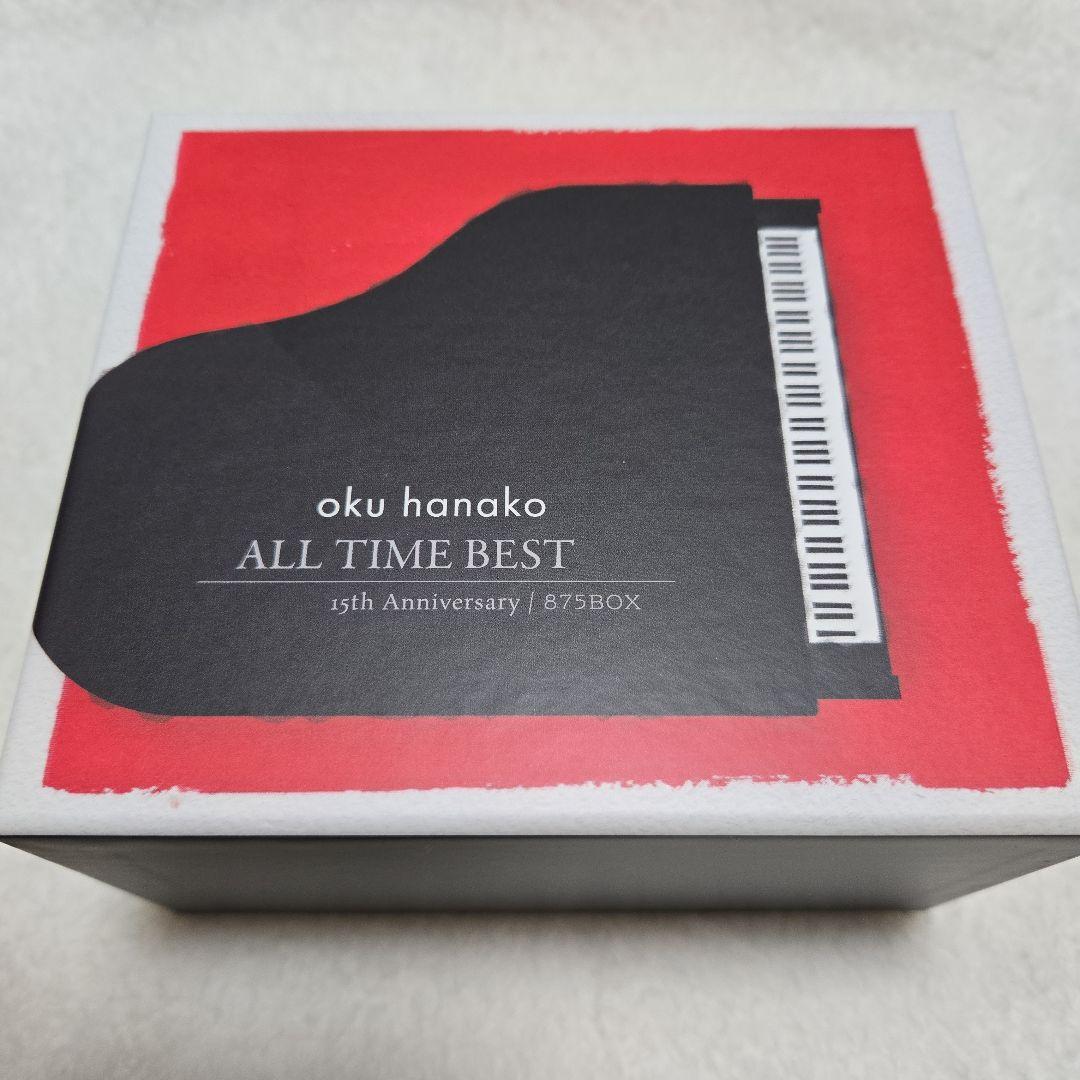 oku hanako
ALL TIME BEST
15th Anniversary / 875BOX